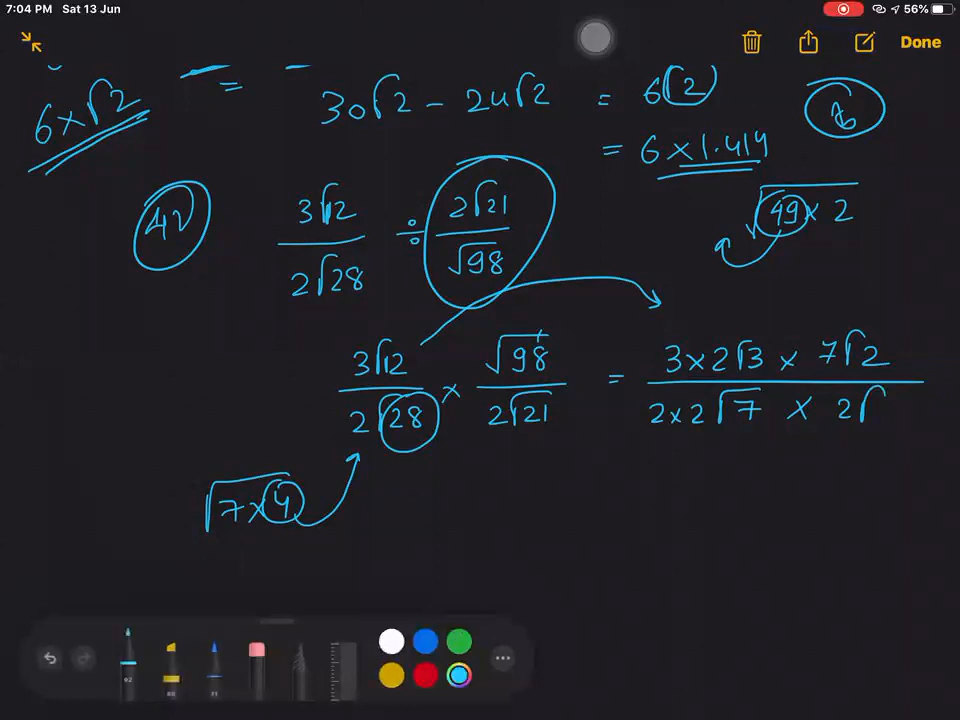 7:04 PM Sat 13 Jun 56%
Done
6×√2 = 30√2 − 24√2 = 6√2
= 6 × 1.414
3√12 / 2√28 ÷ 2√21 / √98
√49 × 2
3√12 / 2√28 × √98 / 2√21 = 3×2√3 × 7√2 / 2×2√7 × 2√
√7×4